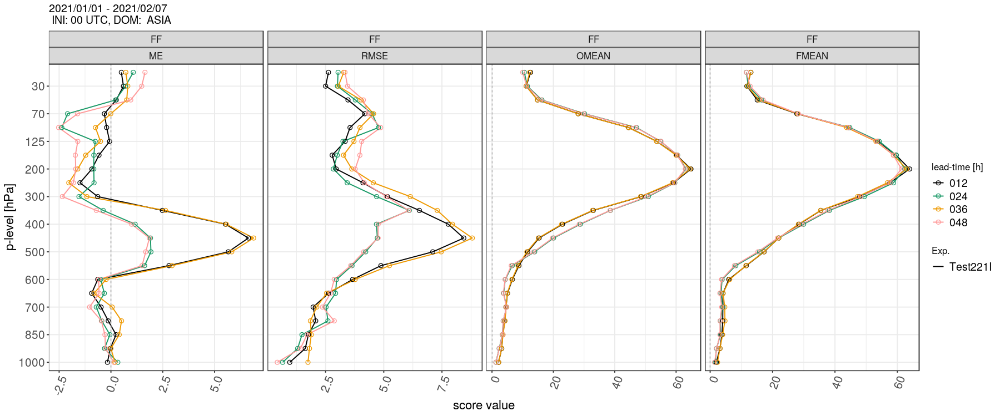 2021/01/01 - 2021/02/07
INI: 00 UTC, DOM:  ASIA
FF FF FF FF
ME RMSE OMEAN FMEAN
p-level [hPa]
30
70
125
200
300
400
500
600
700
850
1000
-2.5 0.0 2.5 5.0 2.5 5.0 7.5 0 20 40 60 0 20 40 60
score value
lead-time [h]
012
024
036
048
Exp.
Test221I